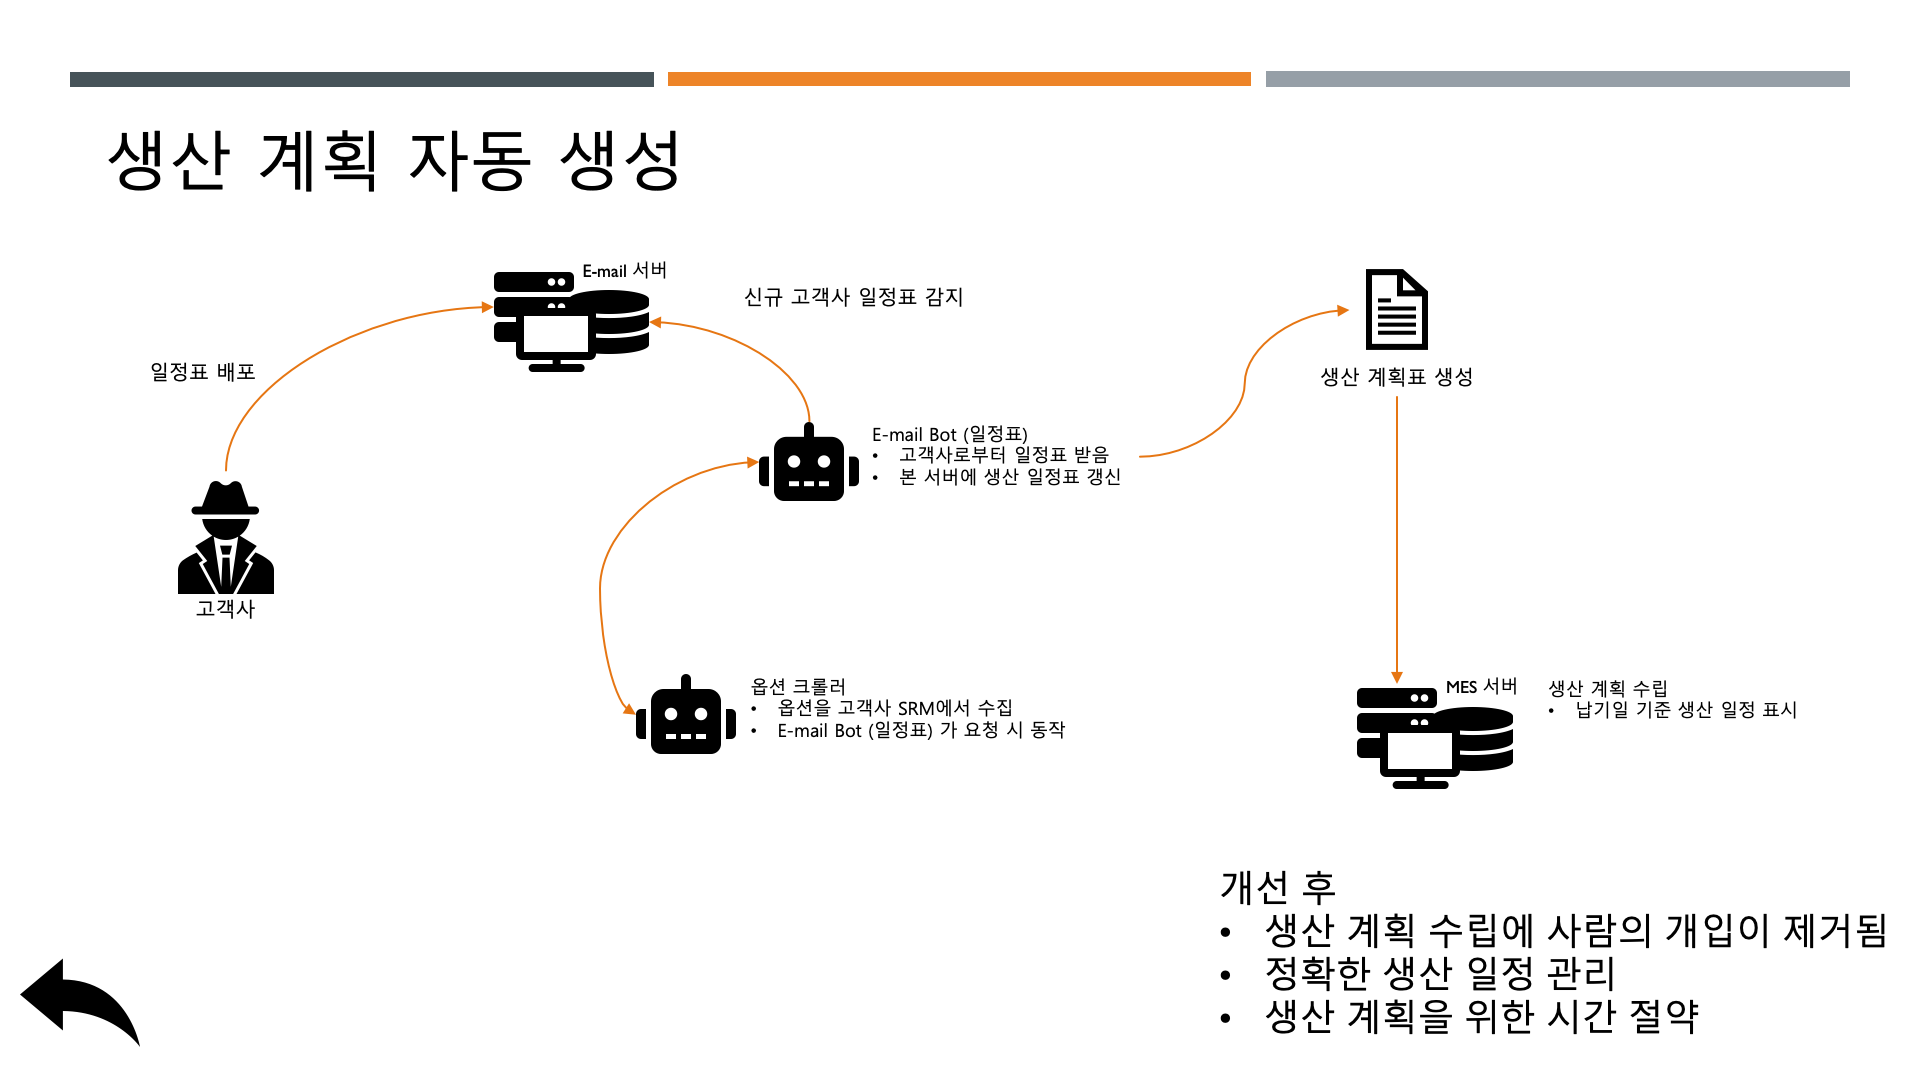 생산 계획 자동 생성
E-mail 서버
신규 고객사 일정표 감지
일정표 배포
생산 계획표 생성
E-mail Bot (일정표)
• 고객사로부터 일정표 받음
• 본 서버에 생산 일정표 갱신
고객사
옵션 크롤러
• 옵션을 고객사 SRM에서 수집
• E-mail Bot (일정표) 가 요청 시 동작
MES 서버
생산 계획 수립
• 납기일 기준 생산 일정 표시
개선 후
• 생산 계획 수립에 사람의 개입이 제거됨
• 정확한 생산 일정 관리
• 생산 계획을 위한 시간 절약